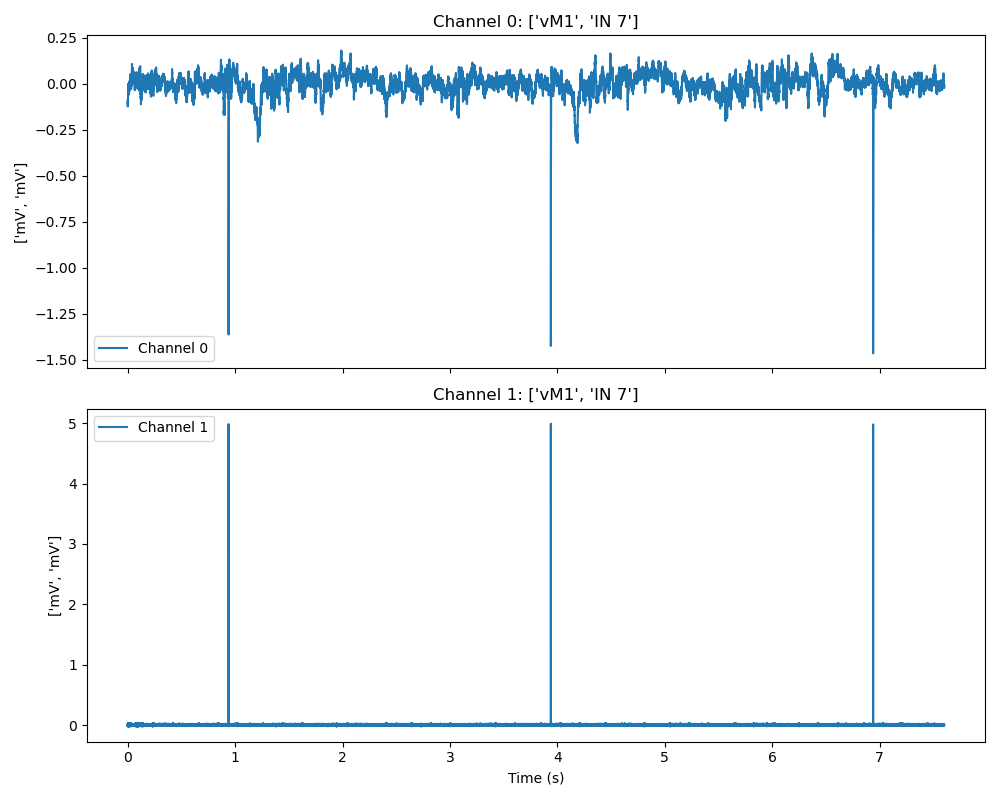 Channel 0: ['vM1', 'IN 7']
0.25
0.00
−0.25
−0.50
−0.75
−1.00
−1.25
−1.50
['mV', 'mV']
Channel 0
Channel 1: ['vM1', 'IN 7']
Channel 1
5
4
3
2
1
0
['mV', 'mV']
0 1 2 3 4 5 6 7
Time (s)